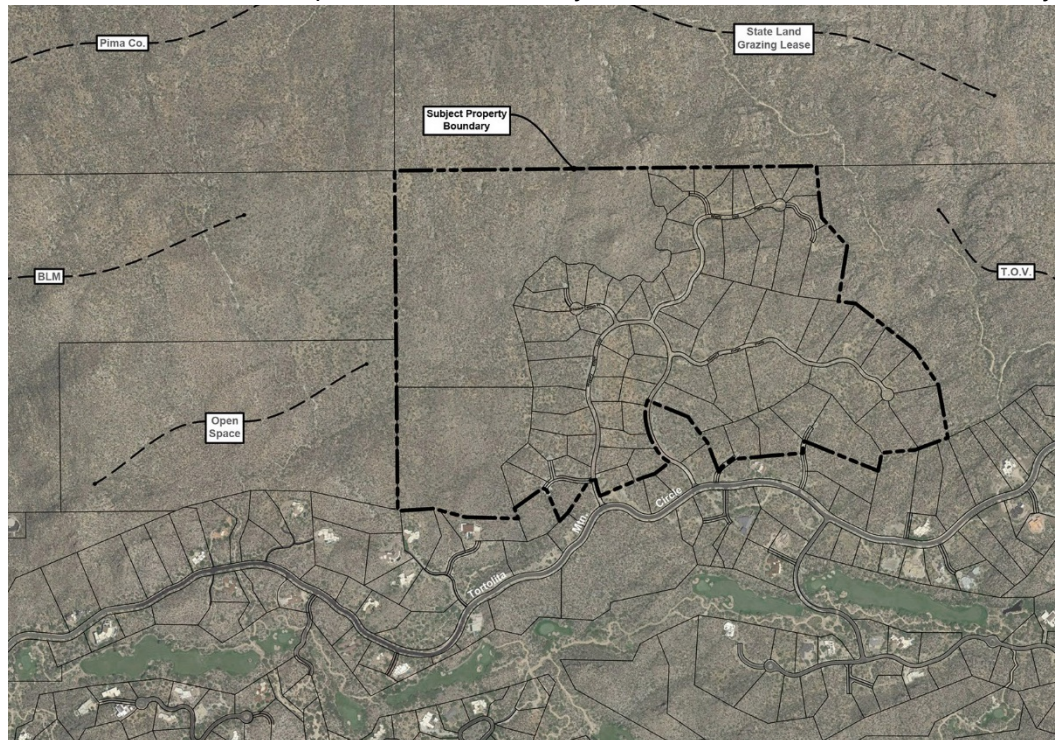 Pima Co.
State Land
Grazing Lease
Subject Property
Boundary
BLM
T.O.V.
Open
Space
Tortolita
Mtn.
Circle